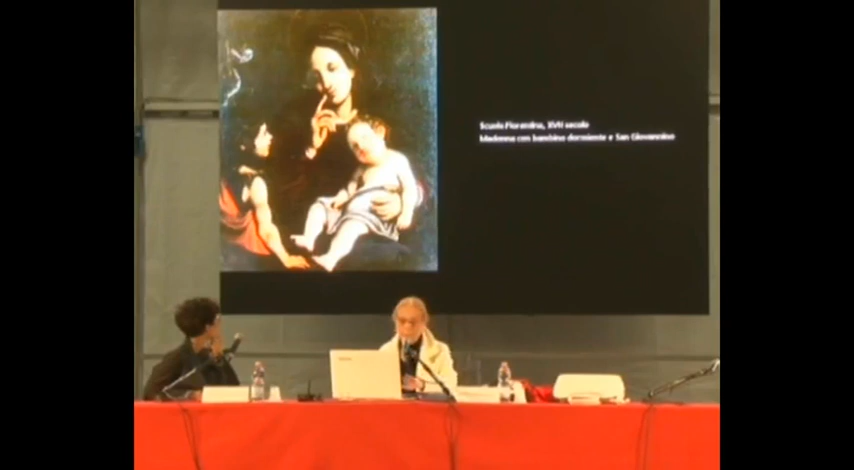 Scuola Fiorentina, XVII secolo
Madonna con bambino dormiente e San Giovannino